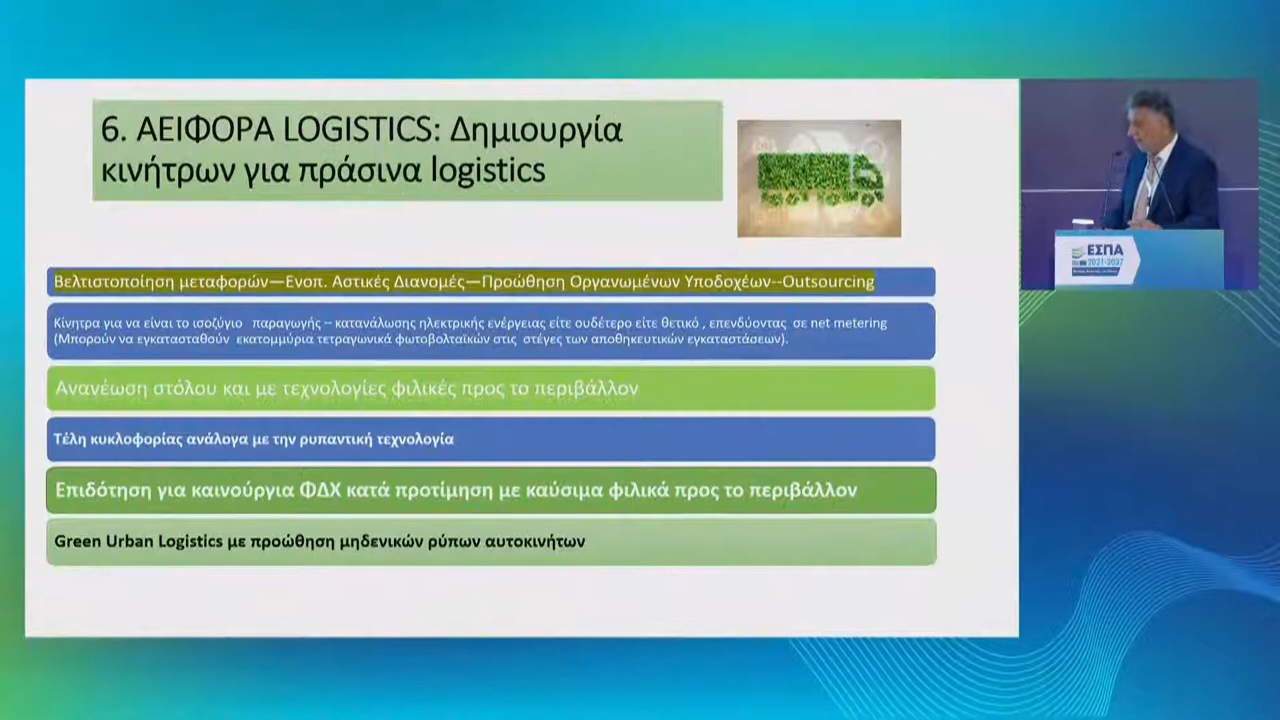 6. ΑΕΙΦΟΡΑ LOGISTICS: Δημιουργία
κινήτρων για πράσινα logistics
Βελτιστοποίηση μεταφορών—Ενοπ. Αστικές Διανομές—Προώθηση Οργανωμένων Υποδοχέων--Outsourcing
Κίνητρα για να είναι το ισοζύγιο παραγωγής – κατανάλωσης ηλεκτρικής ενέργειας είτε ουδέτερο είτε θετικό , επενδύοντας σε net metering
(Μπορούν να εγκατασταθούν εκατομμύρια τετραγωνικά φωτοβολταϊκών στις στέγες των αποθηκευτικών εγκαταστάσεων).
Ανανέωση στόλου και με τεχνολογίες φιλικές προς το περιβάλλον
Τέλη κυκλοφορίας ανάλογα με την ρυπαντική τεχνολογία
Επιδότηση για καινούργια ΦΔΧ κατά προτίμηση με καύσιμα φιλικά προς το περιβάλλον
Green Urban Logistics με προώθηση μηδενικών ρύπων αυτοκινήτων
ΕΣΠΑ
2021-2027